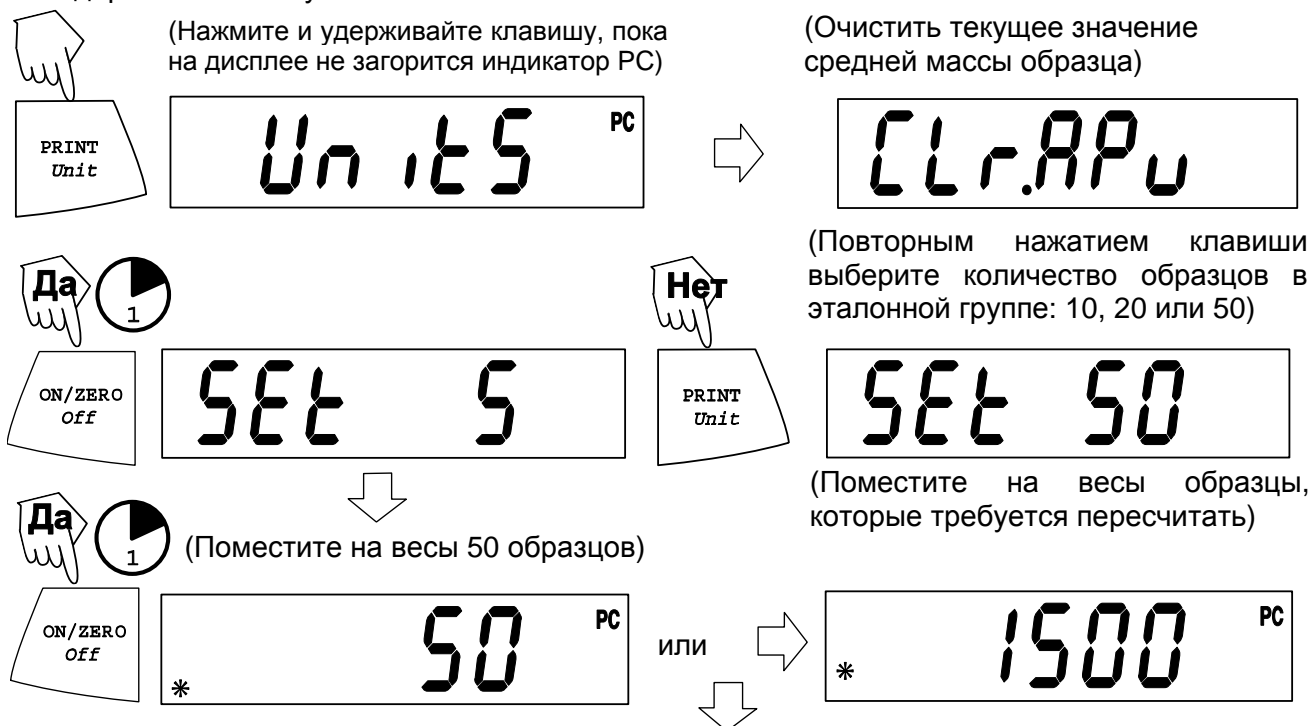 (Нажмите и удерживайте клавишу, пока
на дисплее не загорится индикатор PC)
(Очистить текущее значение
средней массы образца)
PRINT
Unit
UnitS PC
CLr.APu
(Повторным нажатием клавиши
выберите количество образцов в
эталонной группе: 10, 20 или 50)
Да
1
Нет
ON/ZERO
Off
SEt 5
PRINT
Unit
SEt 50
(Поместите на весы образцы,
которые требуется пересчитать)
Да
1
(Поместите на весы 50 образцов)
ON/ZERO
Off
* 50 PC
или
* 1500 PC